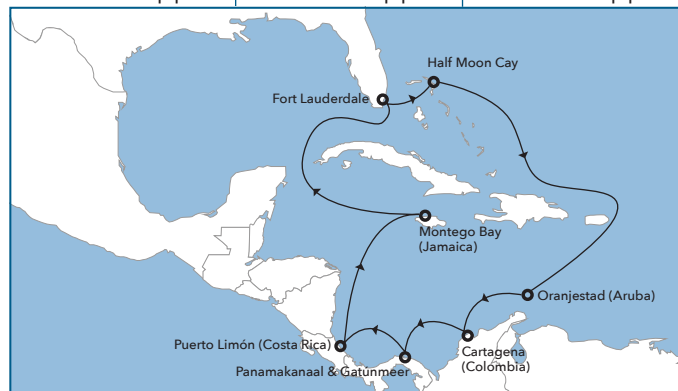 Half Moon Cay
Fort Lauderdale
Montego Bay
(Jamaica)
Oranjestad (Aruba)
Puerto Limón (Costa Rica)
Cartagena
(Colombia)
Panamakanaal & Gatúnmeer